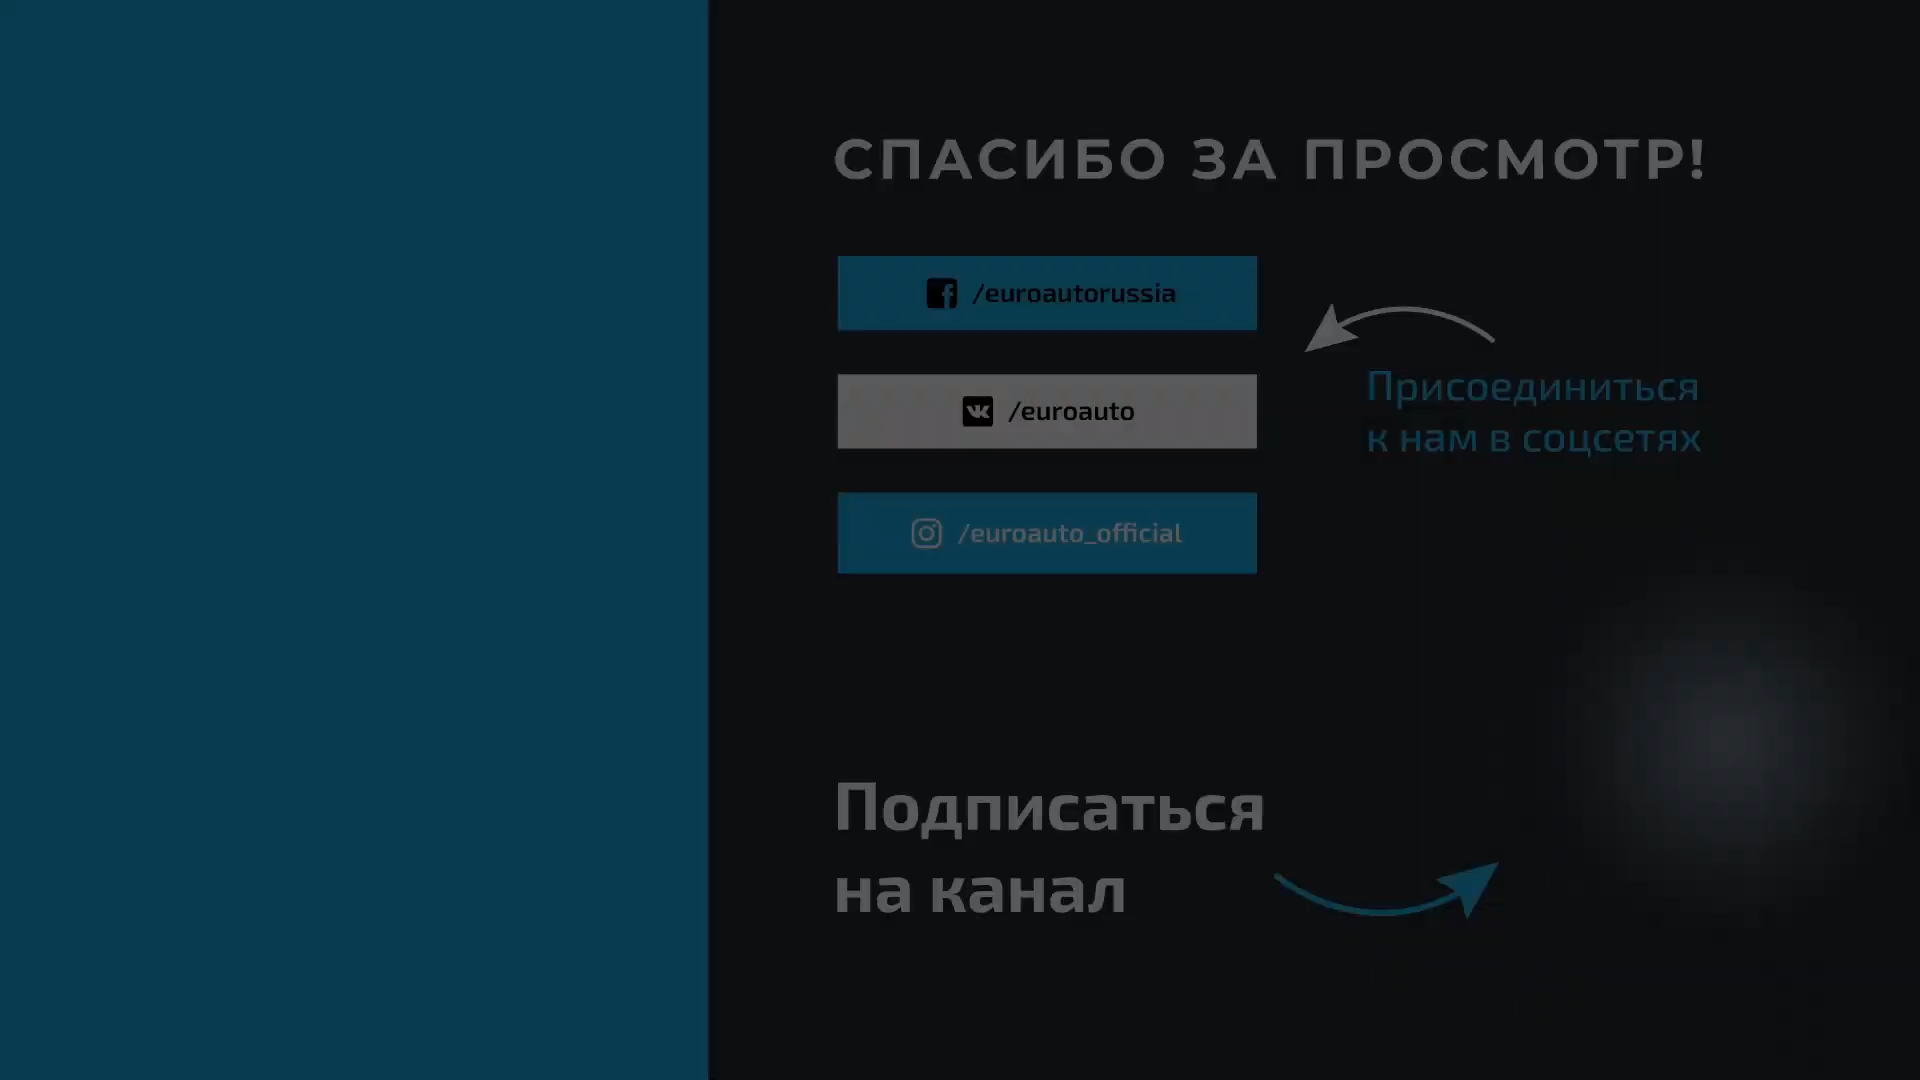 СПАСИБО ЗА ПРОСМОТР!
/euroautorussia
/euroauto
/euroauto_official
Присоединиться
к нам в соцсетях
Подписаться
на канал